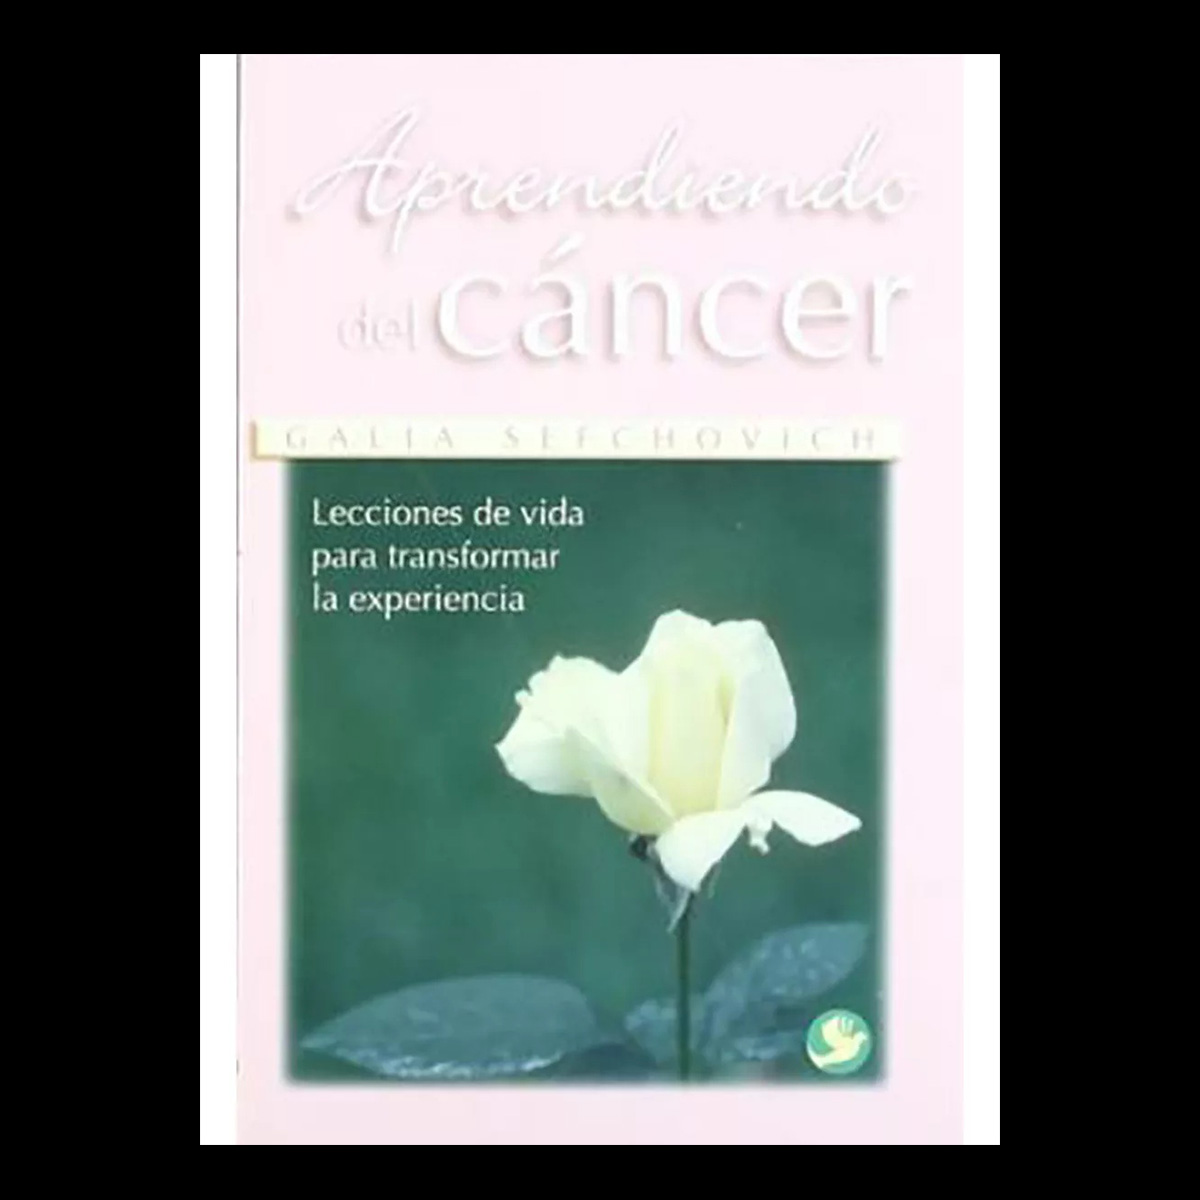 Aprendiendo
del cáncer
GALIA SEFCHOVICH
Lecciones de vida
para transformar
la experiencia